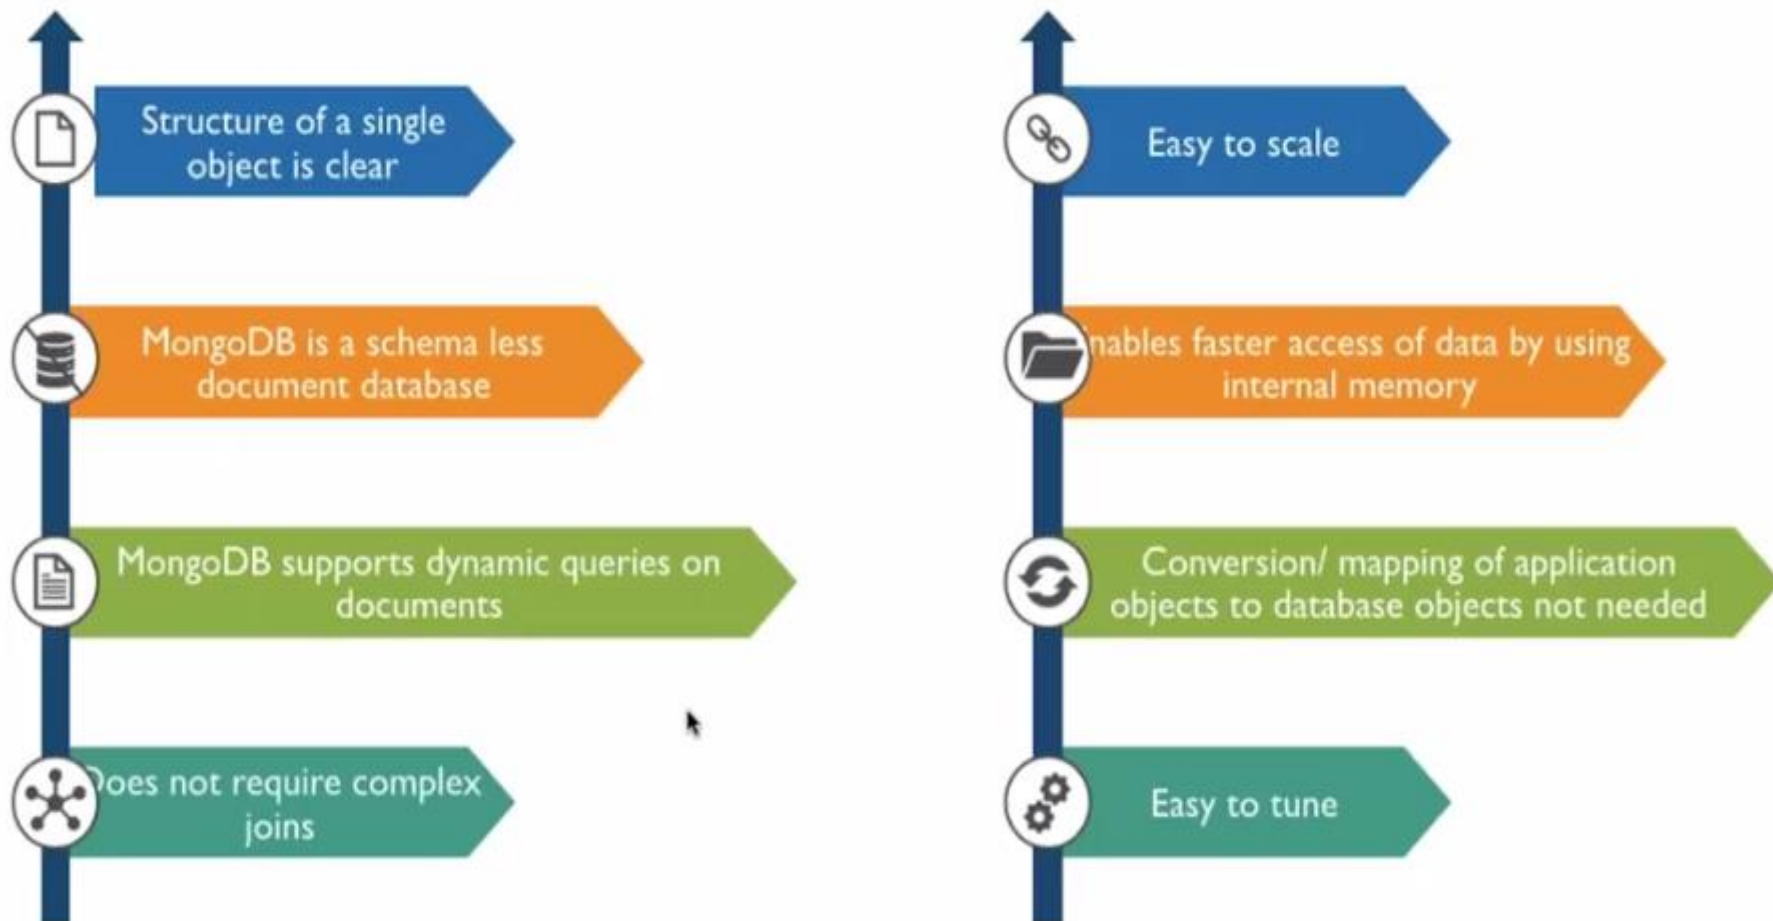 Structure of a single
object is clear
MongoDB is a schema less
document database
MongoDB supports dynamic queries on
documents
Does not require complex
joins
Easy to scale
nables faster access of data by using
internal memory
Conversion/ mapping of application
objects to database objects not needed
Easy to tune